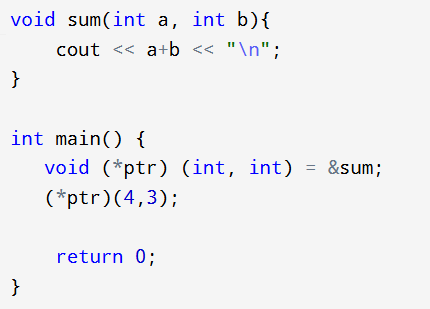 void sum(int a, int b){
    cout << a+b << "\n";
}

int main() {
   void (*ptr) (int, int) = &sum;
   (*ptr)(4,3);

    return 0;
}